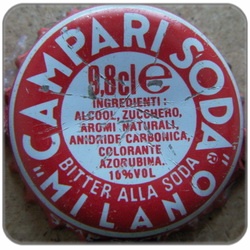 "CAMPARI SODA"®
9,8cl e
INGREDIENTI:
ALCOOL, ZUCCHERO,
AROMI NATURALI,
ANIDRIDE CARBONICA,
COLORANTE
AZORUBINA.
10%VOL
BITTER ALLA SODA
"MILANO"